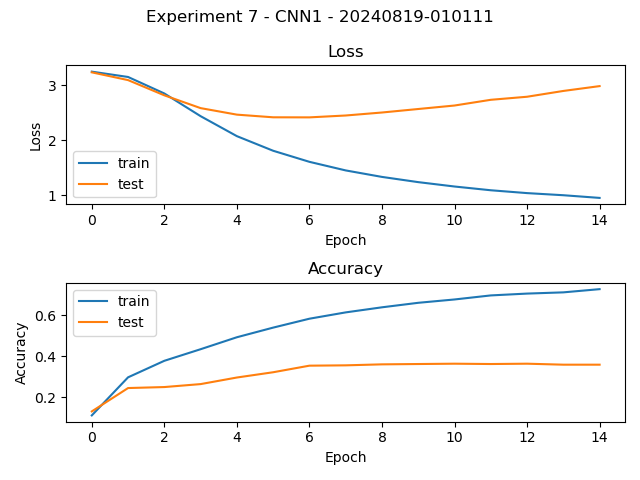 Experiment 7 - CNN1 - 20240819-010111
Loss
3
2
1
Loss
train
test
0 2 4 6 8 10 12 14
Epoch
Accuracy
0.6
0.4
0.2
Accuracy
train
test
0 2 4 6 8 10 12 14
Epoch